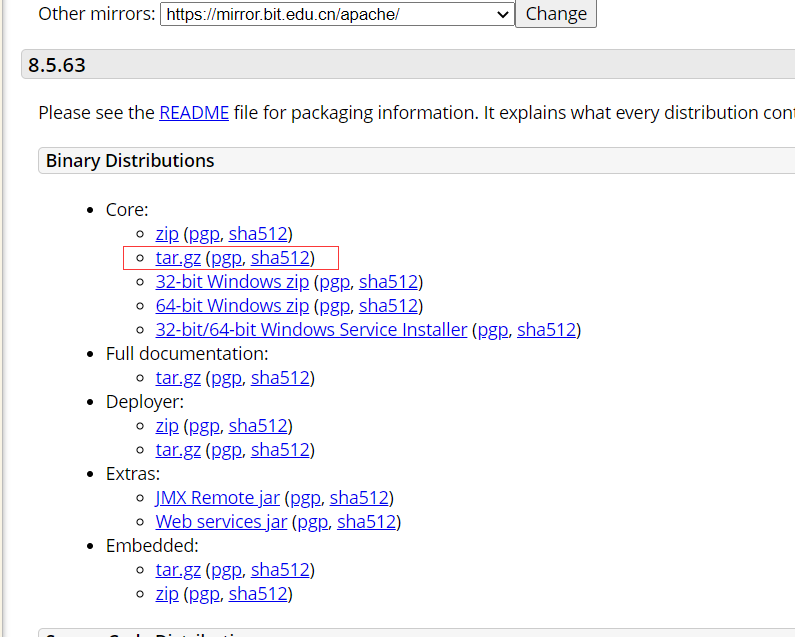 Other mirrors: https://mirror.bit.edu.cn/apache/ Change
8.5.63
Please see the README file for packaging information. It explains what every distribution
Binary Distributions
Core:
zip (pgp, sha512)
tar.gz (pgp, sha512)
32-bit Windows zip (pgp, sha512)
64-bit Windows zip (pgp, sha512)
32-bit/64-bit Windows Service Installer (pgp, sha512)
Full documentation:
tar.gz (pgp, sha512)
Deployer:
zip (pgp, sha512)
tar.gz (pgp, sha512)
Extras:
JMX Remote jar (pgp, sha512)
Web services jar (pgp, sha512)
Embedded:
tar.gz (pgp, sha512)
zip (pgp, sha512)